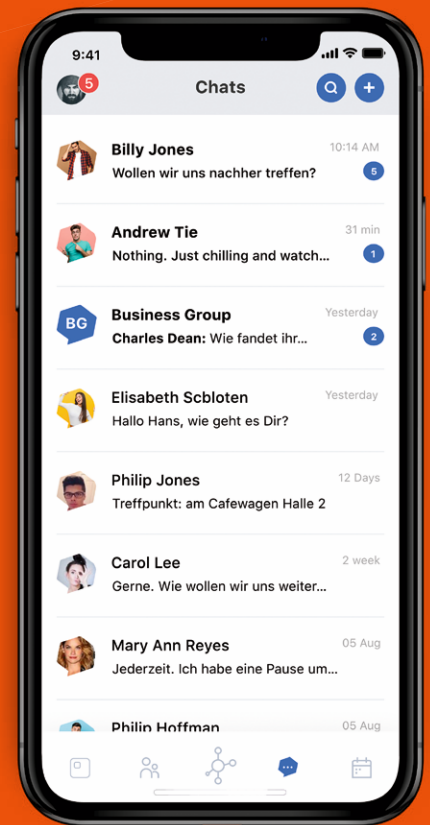 9:41
5
Chats
Billy Jones
10:14 AM
Wollen wir uns nachher treffen?
5
Andrew Tie
31 min
Nothing. Just chilling and watch...
1
BG
Business Group
Yesterday
Charles Dean: Wie fandet ihr...
2
Elisabeth Scbloten
Yesterday
Hallo Hans, wie geht es Dir?
Philip Jones
12 Days
Treffpunkt: am Cafewagen Halle 2
Carol Lee
2 week
Gerne. Wie wollen wir uns weiter...
Mary Ann Reyes
05 Aug
Jederzeit. Ich habe eine Pause um...
Philip Hoffman
05 Aug